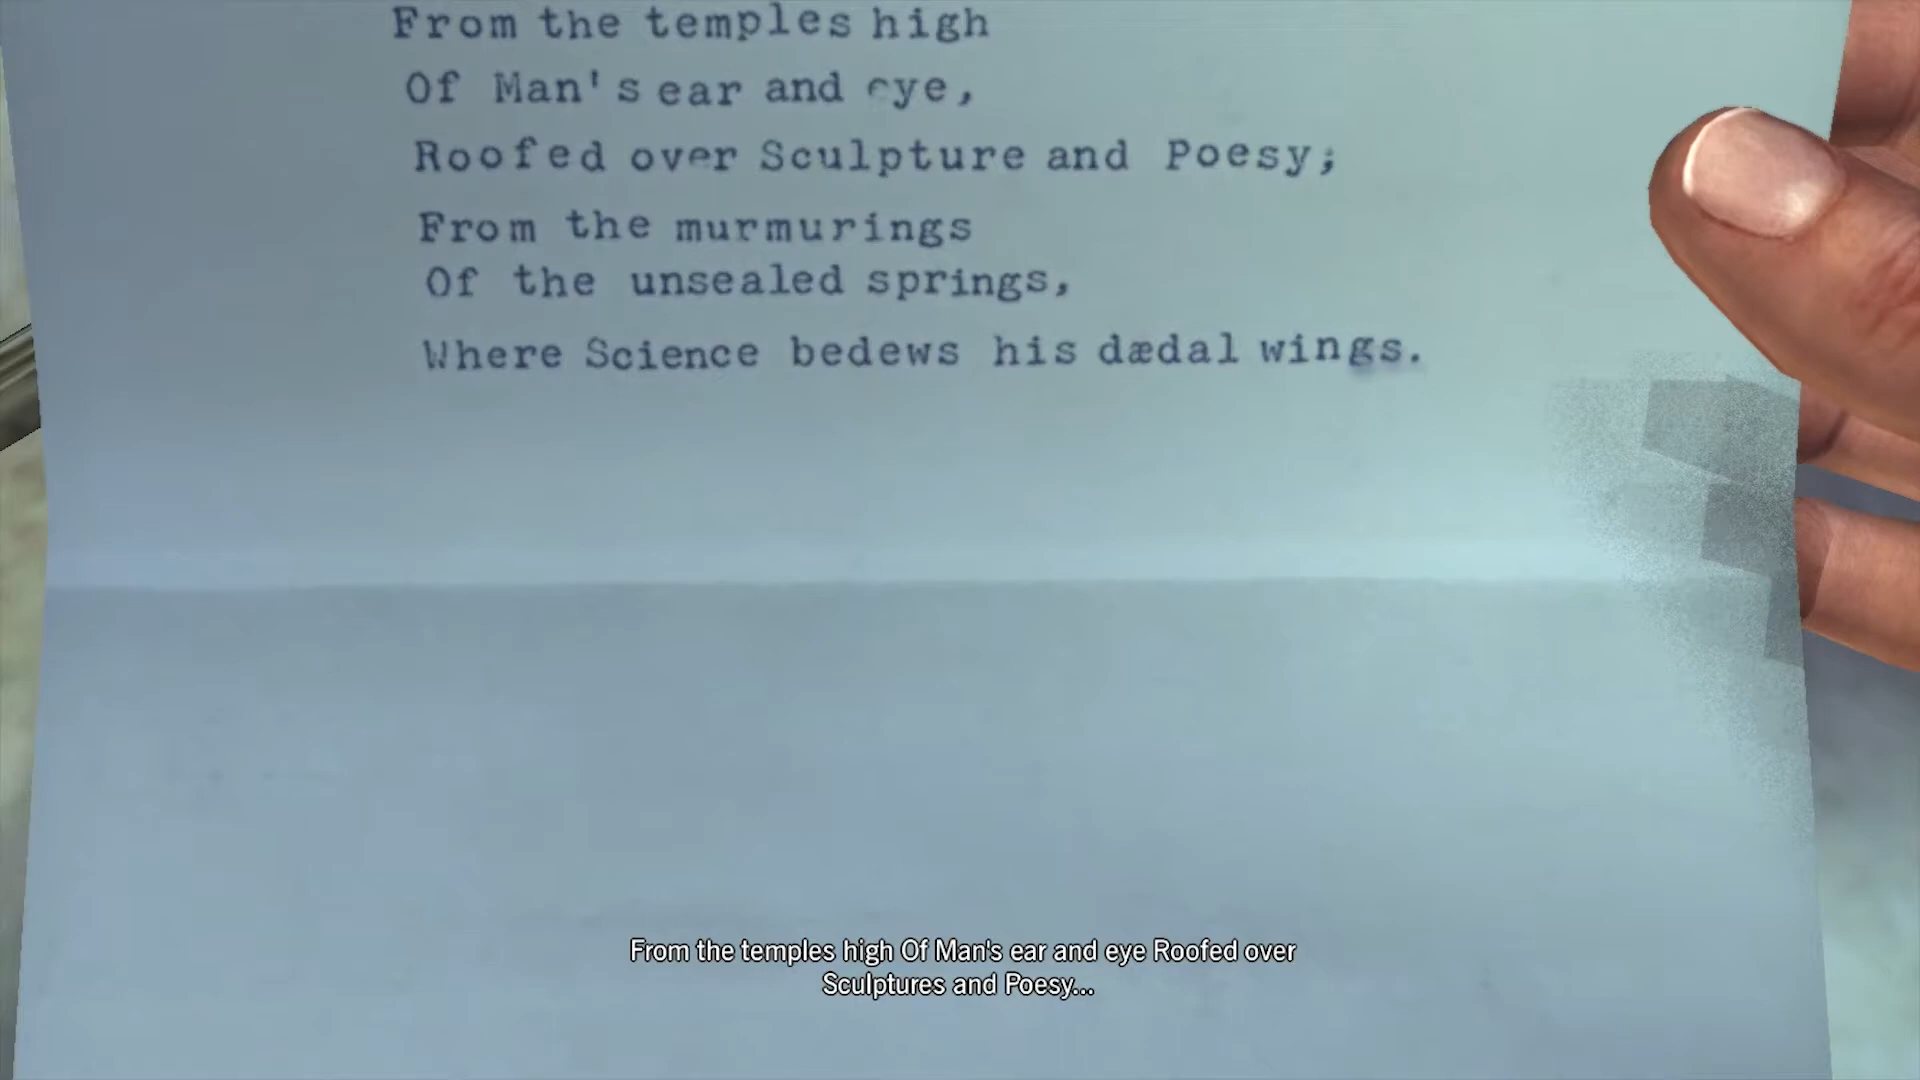 From the temples high
Of Man's ear and eye,
Roofed over Sculpture and Poesy;
From the murmurings
Of the unsealed springs,
Where Science bedews his dædal wings.
From the temples high Of Man's ear and eye Roofed over
Sculptures and Poesy...